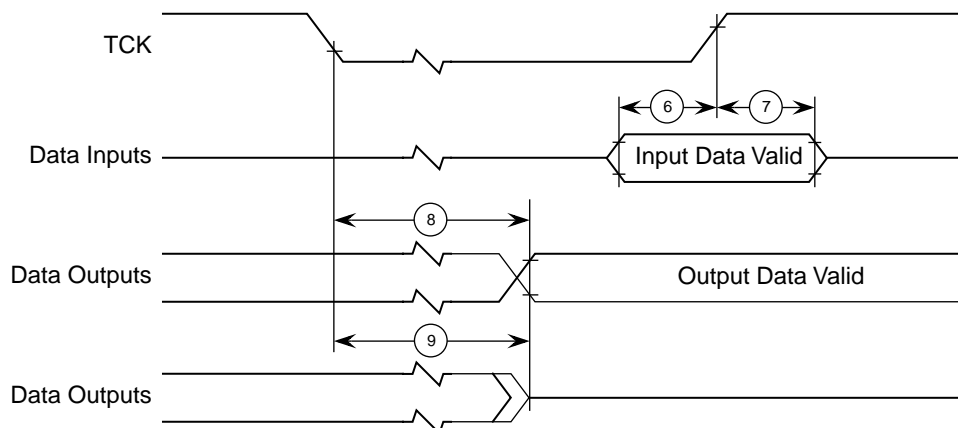 TCK
6
7
Data Inputs
Input Data Valid
8
Data Outputs
Output Data Valid
9
Data Outputs